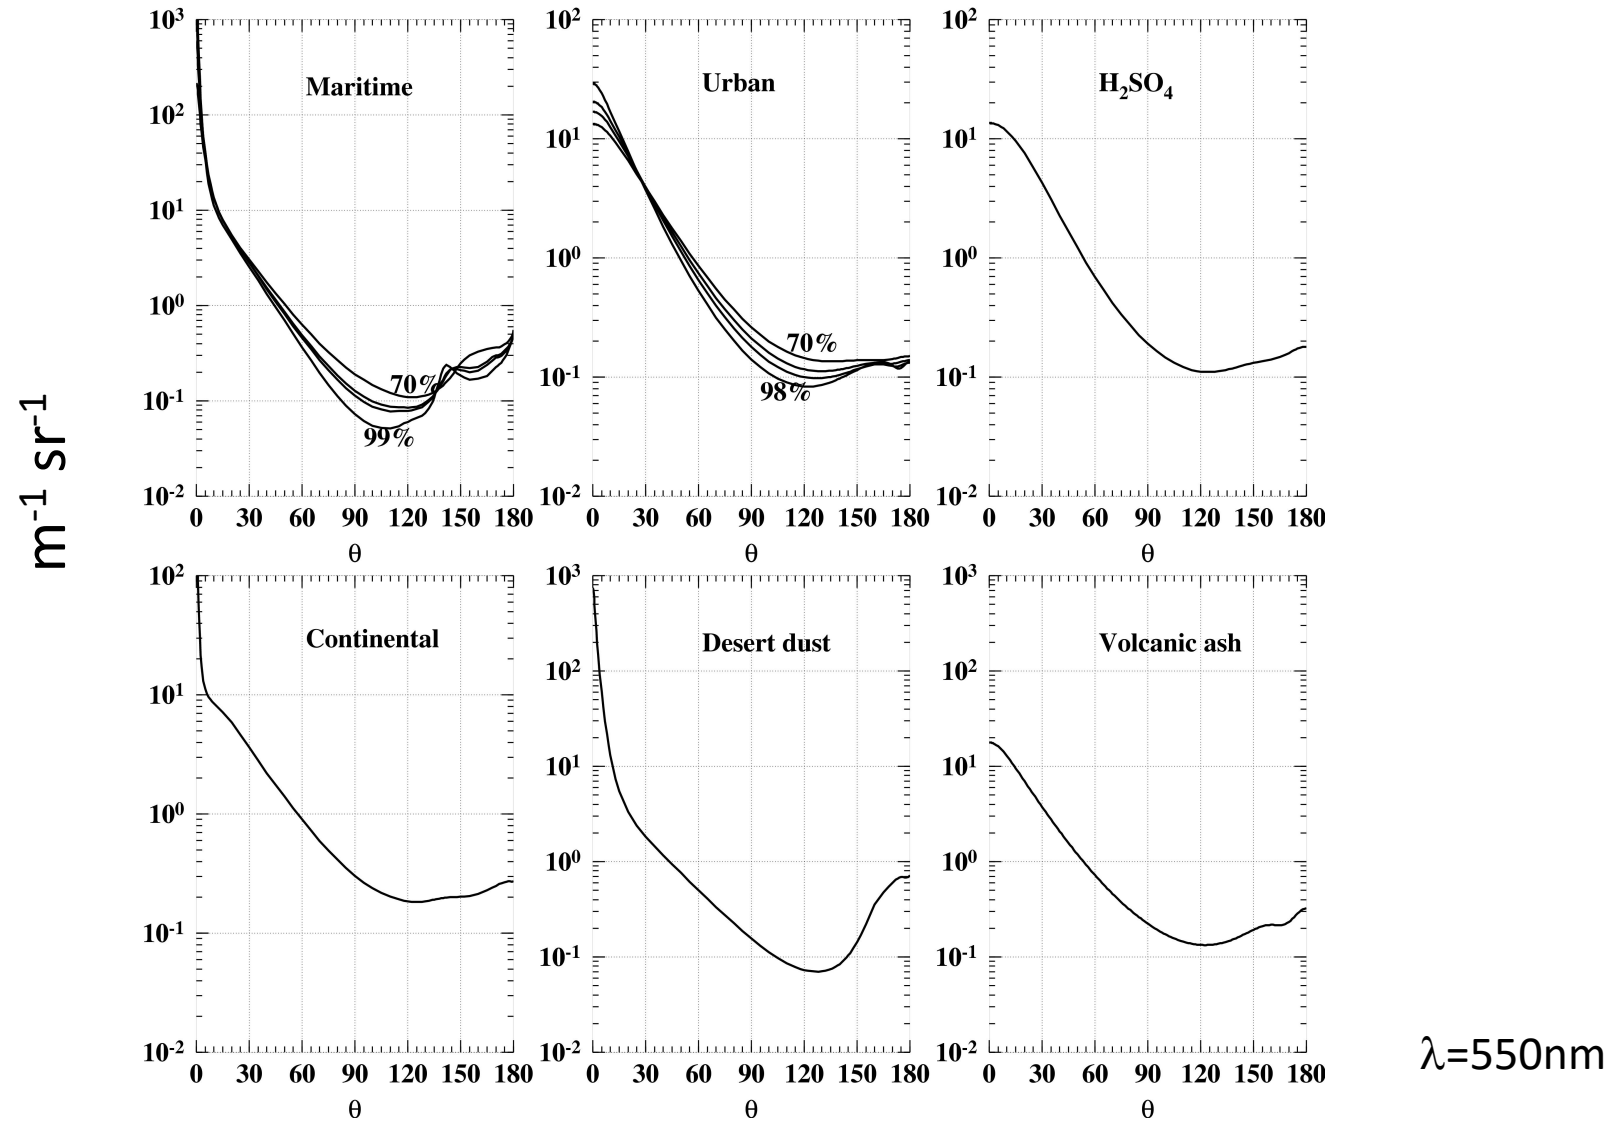 m⁻¹ sr⁻¹
Maritime
10³
10²
10¹
10⁰
10⁻¹
10⁻²
70%
99%
0 30 60 90 120 150 180
θ
Urban
10²
10¹
10⁰
10⁻¹
10⁻²
70%
98%
0 30 60 90 120 150 180
θ
H₂SO₄
10²
10¹
10⁰
10⁻¹
10⁻²
0 30 60 90 120 150 180
θ
Continental
10²
10¹
10⁰
10⁻¹
10⁻²
0 30 60 90 120 150 180
θ
Desert dust
10³
10²
10¹
10⁰
10⁻¹
10⁻²
0 30 60 90 120 150 180
θ
Volcanic ash
10³
10²
10¹
10⁰
10⁻¹
10⁻²
0 30 60 90 120 150 180
θ
λ=550nm